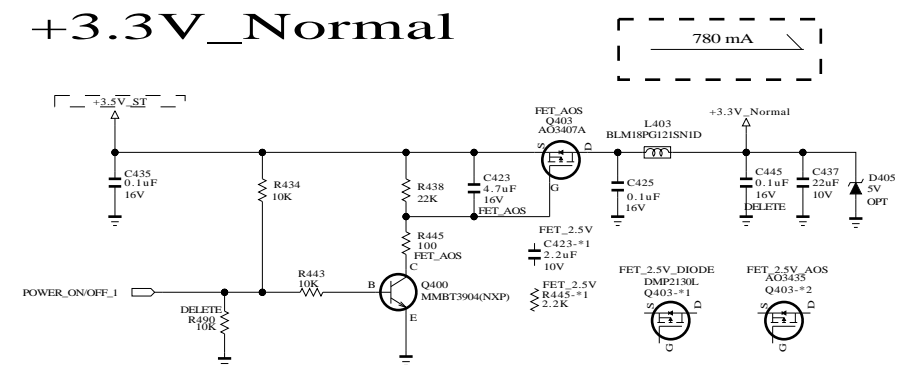 +3.3V_Normal
780 mA
+3.5V_ST
FET_AOS
Q403
AO3407A
S
D
G
L403
BLM18PG121SN1D
+3.3V_Normal
C435
0.1uF
16V
R434
10K
R438
22K
C423
4.7uF
16V
FET_AOS
C425
0.1uF
16V
C445
0.1uF
16V
DELETE
C437
22uF
10V
D405
5V
OPT
R445
100
FET_AOS
C
B
E
Q400
MMBT3904(NXP)
FET_2.5V
C423-*1
2.2uF
10V
FET_2.5V
R445-*1
2.2K
FET_2.5V_DIODE
DMP2130L
Q403-*1
S
D
G
FET_2.5V_AOS
AO3435
Q403-*2
S
D
G
POWER_ON/OFF_1
R443
10K
DELETE
R490
10K